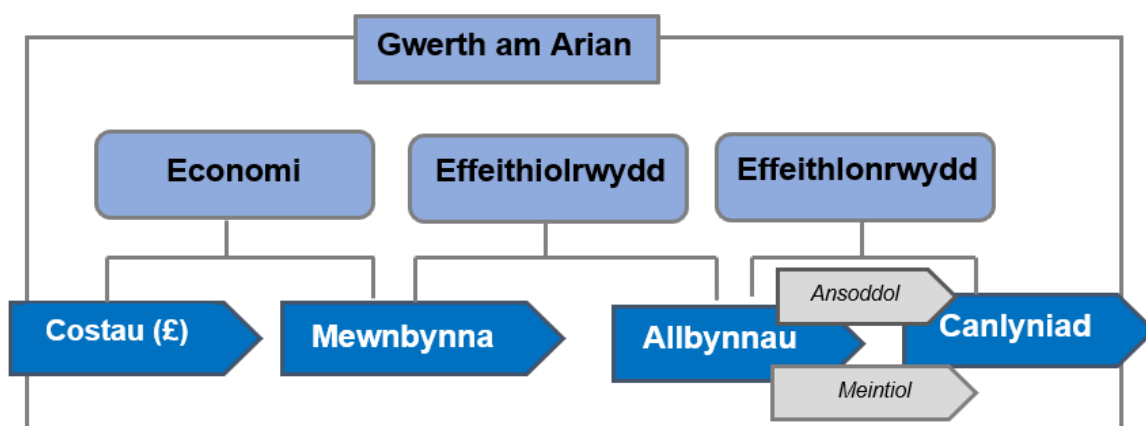 Gwerth am Arian
Economi
Effeithiolrwydd
Effeithlonrwydd
Costau (£)
Mewnbynna
Allbynnau
Ansoddol
Meintiol
Canlyniad